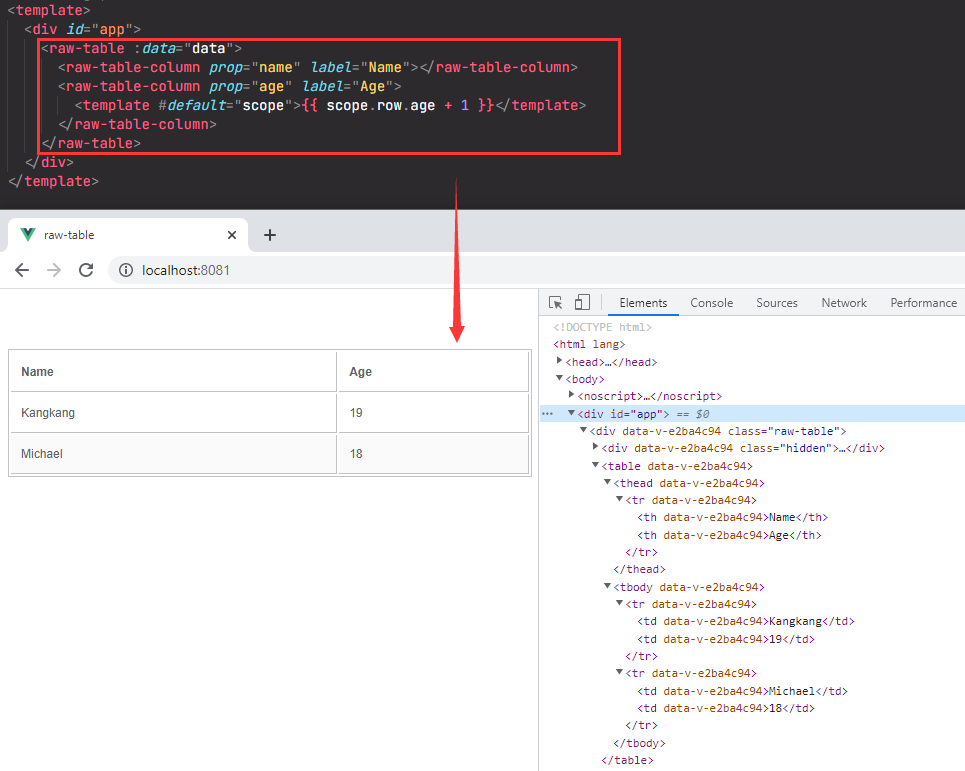 <template>
<div id="app">
<raw-table :data="data">
<raw-table-column prop="name" label="Name"></raw-table-column>
<raw-table-column prop="age" label="Age">
<template #default="scope">{{ scope.row.age + 1 }}</template>
</raw-table-column>
</raw-table>
</div>
</template>
raw-table
localhost:8081
Name Age
Kangkang 19
Michael 18
Elements Console Sources Network Performance
<!DOCTYPE html>
<html lang>
<head>…</head>
<body>
<noscript>…</noscript>
<div id="app"> == $0
<div data-v-e2ba4c94 class="raw-table">
<div data-v-e2ba4c94 class="hidden">…</div>
<table data-v-e2ba4c94>
<thead data-v-e2ba4c94>
<tr data-v-e2ba4c94>
<th data-v-e2ba4c94>Name</th>
<th data-v-e2ba4c94>Age</th>
</tr>
</thead>
<tbody data-v-e2ba4c94>
<tr data-v-e2ba4c94>
<td data-v-e2ba4c94>Kangkang</td>
<td data-v-e2ba4c94>19</td>
</tr>
<tr data-v-e2ba4c94>
<td data-v-e2ba4c94>Michael</td>
<td data-v-e2ba4c94>18</td>
</tr>
</tbody>
</table>